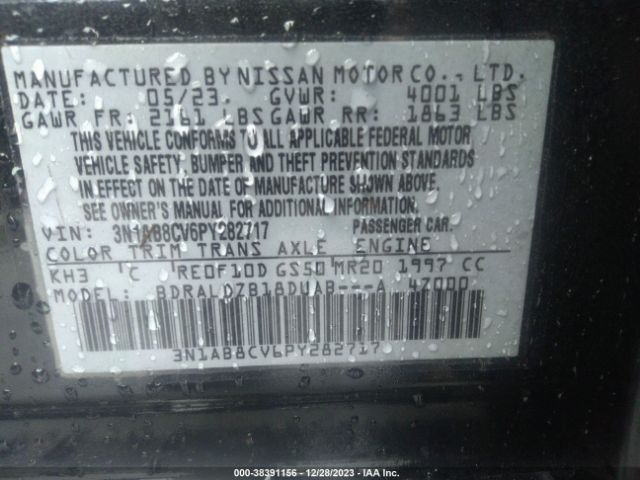 MANUFACTURED BY NISSAN MOTOR CO., LTD.
DATE: 05/23. GVWR: 4001 LBS
GAWR FR: 2161 LBS GAWR RR: 1863 LBS
THIS VEHICLE CONFORMS TO ALL APPLICABLE FEDERAL MOTOR
VEHICLE SAFETY, BUMPER AND THEFT PREVENTION STANDARDS
IN EFFECT ON THE DATE OF MANUFACTURE SHOWN ABOVE.
SEE OWNER'S MANUAL FOR ADDITIONAL INFORMATION.
VIN: 3N1AB8CV6PY282717 PASSENGER CAR.
COLOR TRIM TRANS AXLE ENGINE
KH3 C RE0F10D GS50 MR20 1997 CC
MODEL: BDRALDZB18DUAB---A 4Z000
3N1AB8CV6PY282717
000-38391156 • 12/28/2023 • IAA Inc.